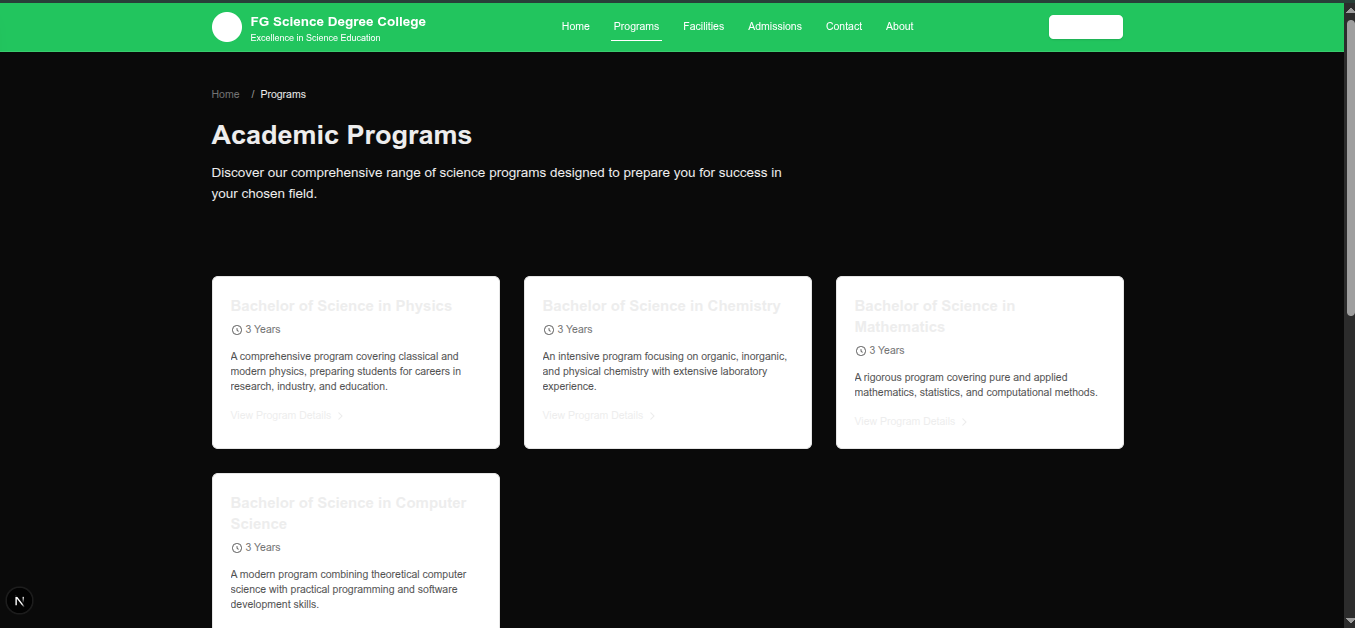 FG Science Degree College
Excellence in Science Education
Home Programs Facilities Admissions Contact About
Home / Programs
Academic Programs
Discover our comprehensive range of science programs designed to prepare you for success in
your chosen field.
Bachelor of Science in Physics
3 Years
A comprehensive program covering classical and
modern physics, preparing students for careers in
research, industry, and education.
View Program Details
Bachelor of Science in Chemistry
3 Years
An intensive program focusing on organic, inorganic,
and physical chemistry with extensive laboratory
experience.
View Program Details
Bachelor of Science in
Mathematics
3 Years
A rigorous program covering pure and applied
mathematics, statistics, and computational methods.
View Program Details
Bachelor of Science in Computer
Science
3 Years
A modern program combining theoretical computer
science with practical programming and software
development skills.
N